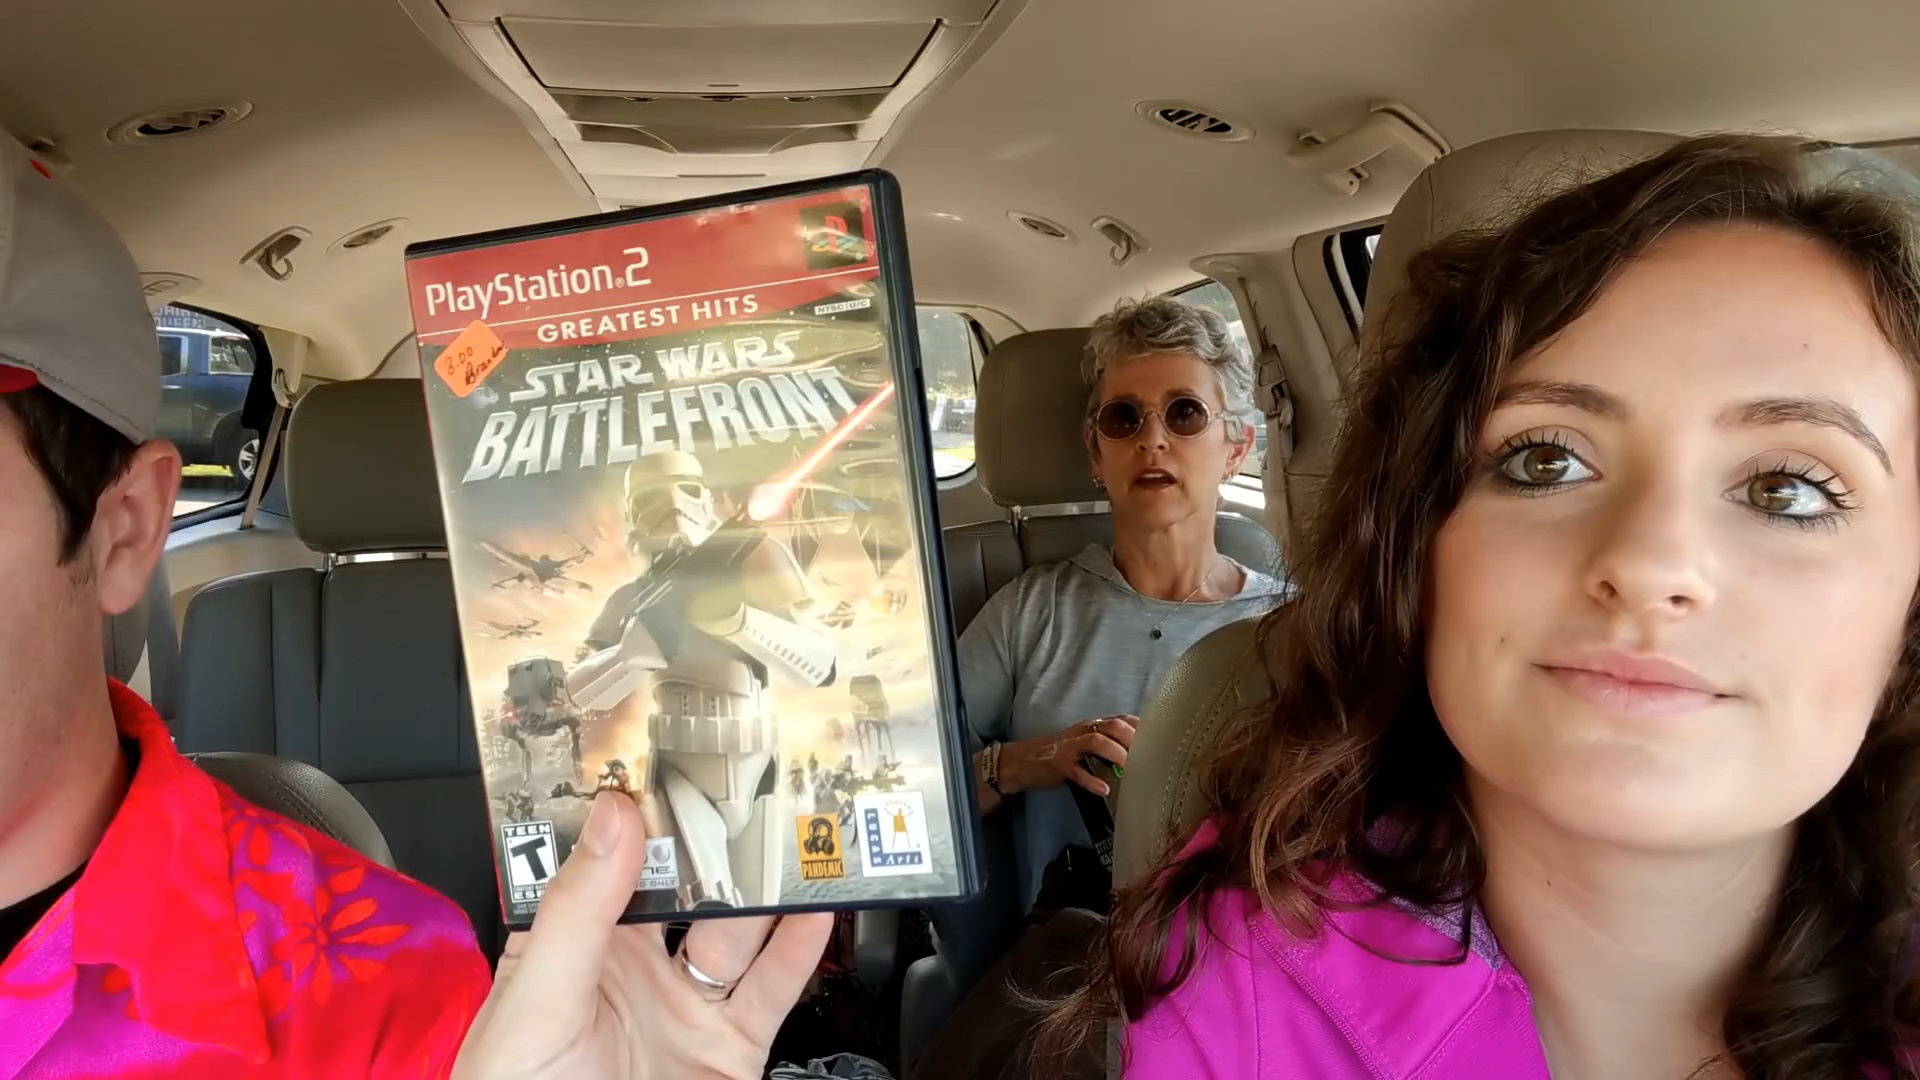 PlayStation®2
NTSC U/C
GREATEST HITS
3.00
STAR WARS
BATTLEFRONT
TEEN
T
LUCAS
Arts
PANDEMIC